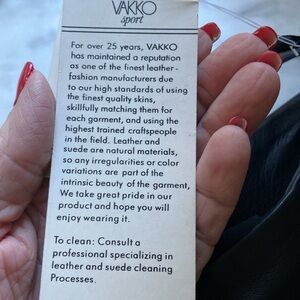 VAKKO
sport
For over 25 years, VAKKO
has maintained a reputation
as one of the finest leather-
fashion manufacturers due
to our high standards of using
the finest quality skins,
skillfully matching them for
each garment, and using the
highest trained craftspeople
in the field. Leather and
suede are natural materials,
so any irregularities or color
variations are part of the
intrinsic beauty of the garment,
We take great pride in our
product and hope you will
enjoy wearing it.
To clean: Consult a
professional specializing in
leather and suede cleaning
Processes.